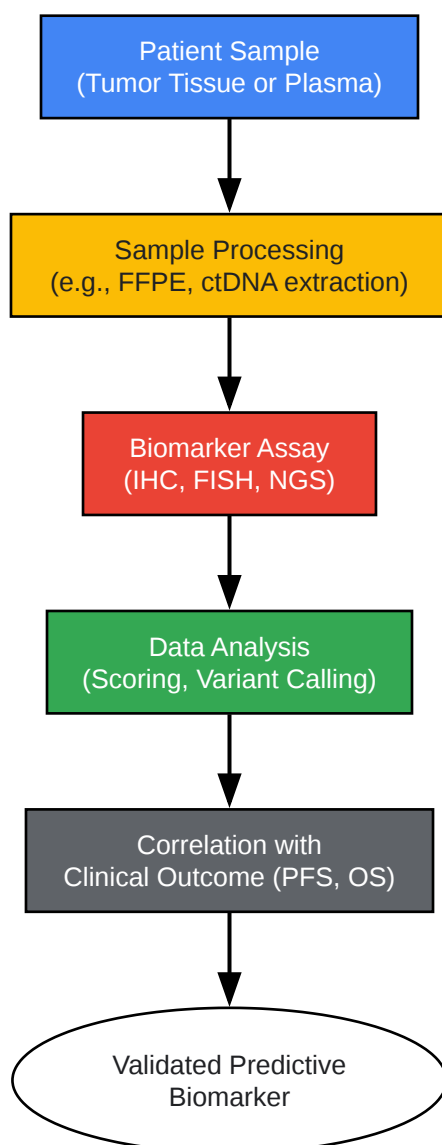 Patient Sample
(Tumor Tissue or Plasma)
Sample Processing
(e.g., FFPE, ctDNA extraction)
Biomarker Assay
(IHC, FISH, NGS)
Data Analysis
(Scoring, Variant Calling)
Correlation with
Clinical Outcome (PFS, OS)
Validated Predictive
Biomarker